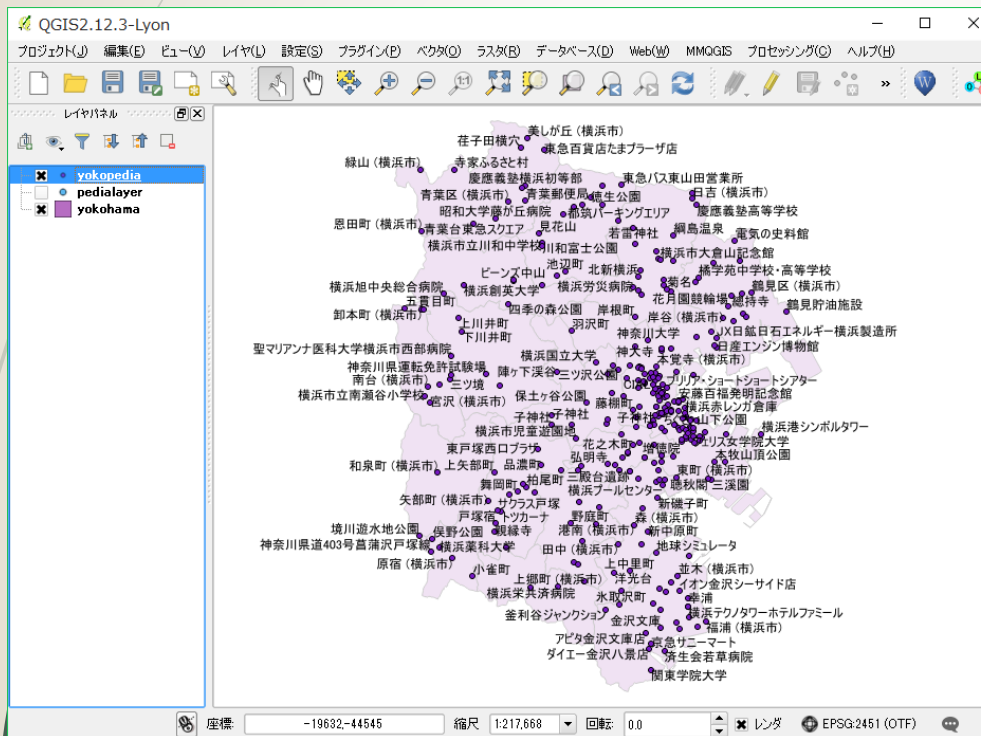 QGIS2.12.3-Lyon
プロジェクト(J) 編集(E) ビュー(V) レイヤ(L) 設定(S) プラグイン(P) ベクタ(O) ラスタ(R) データベース(D) Web(W) MMQGIS プロセッシング(C) ヘルプ(H)
1:1
»
レイヤパネル
yokopedia
pedialayer
yokohama
美しが丘 (横浜市)
荏子田横穴
東急百貨店たまプラーザ店
緑山 (横浜市)
寺家ふるさと村
慶應義塾横浜初等部
東急バス東山田営業所
青葉区 (横浜市)
青葉郵便局
徳生公園
日吉 (横浜市)
昭和大学藤が丘病院
都筑パーキングエリア
慶應義塾高等学校
恩田町 (横浜市)
青葉台東急スクエア
見花山
若雷神社
綱島温泉
電気の史料館
横浜市立川和中学校
川和富士公園
横浜市大倉山記念館
池辺町
ビーンズ中山
北新横浜
橘学苑中学校・高等学校
横浜旭中央総合病院
横浜創英大学
横浜労災病院
菊名
鶴見区 (横浜市)
五貫目町
花月園競輪場
總持寺
卸本町 (横浜市)
四季の森公園
岸根町
岸谷 (横浜市)
鶴見貯油施設
上川井町
羽沢町
下川井町
神奈川大学
JX日鉱日石エネルギー横浜製造所
聖マリアンナ医科大学横浜市西部病院
横浜国立大学
神大寺
日産エンジン博物館
本覚寺 (横浜市)
神奈川県運転免許試験場
陣ヶ下渓谷
三ツ沢公園
南台 (横浜市)
三ツ境
ブリリア・ショートショートシアター
横浜市立南瀬谷小学校
宮沢 (横浜市)
保土ヶ谷公園
藤棚町
安藤百福発明記念館
横浜赤レンガ倉庫
子神社
子神社
子神社
山下公園
横浜市児童遊園地
横浜港シンボルタワー
東戸塚西口プラザ
花之木町
増徳院
フェリス女学院大学
弘明寺
本牧山頂公園
和泉町 (横浜市)
上矢部町
品濃町
三殿台遺跡
東町 (横浜市)
舞岡町
柏尾町
横浜プールセンター
聴秋閣
三溪園
矢部町 (横浜市)
サクラス戸塚
新磯子町
戸塚宿
トツカーナ
野庭町
森 (横浜市)
境川遊水地公園
俣野公園
親縁寺
港南 (横浜市)
新中原町
神奈川県道403号菖蒲沢戸塚線
横浜薬科大学
田中 (横浜市)
地球シミュレータ
原宿 (横浜市)
小雀町
上中里町
並木 (横浜市)
上郷町 (横浜市)
洋光台
イオン金沢シーサイド店
横浜栄共済病院
氷取沢町
幸浦
釜利谷ジャンクション
金沢文庫
横浜テクノタワーホテルファミール
福浦 (横浜市)
アピタ金沢文庫店
京急サニーマート
ダイエー金沢八景店
済生会若草病院
関東学院大学
座標: -19632,-44545 縮尺 1:217,668 回転: 0.0 レンダ EPSG:2451 (OTF)